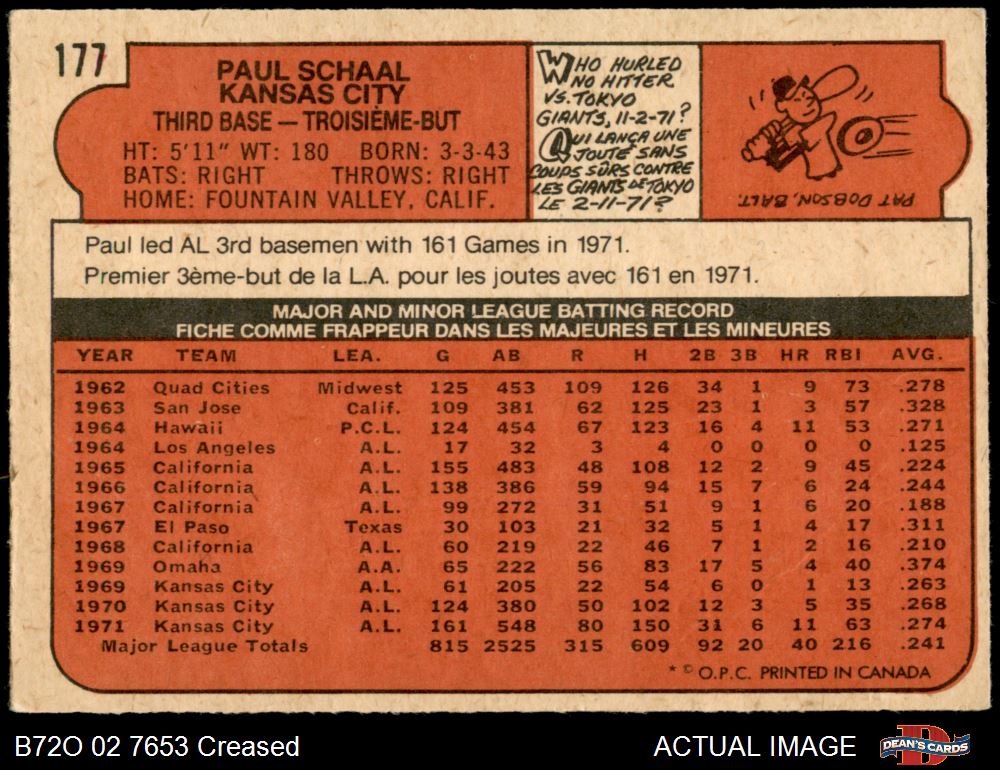 177
PAUL SCHAAL
KANSAS CITY
THIRD BASE — TROISIÈME-BUT
HT: 5'11" WT: 180 BORN: 3-3-43
BATS: RIGHT THROWS: RIGHT
HOME: FOUNTAIN VALLEY, CALIF.
WHO HURLED
NO HITTER
VS. TOKYO
GIANTS, 11-2-71?
QUI LANÇA UNE
JOUTE SANS
COUPS SÛRS CONTRE
LES GIANTS DE TOKYO
LE 2-11-71?
PAT DOBSON, BALT.
Paul led AL 3rd basemen with 161 Games in 1971.
Premier 3ème-but de la L.A. pour les joutes avec 161 en 1971.
MAJOR AND MINOR LEAGUE BATTING RECORD
FICHE COMME FRAPPEUR DANS LES MAJEURES ET LES MINEURES
YEAR TEAM LEA. G AB R H 2B 3B HR RBI AVG.
1962 Quad Cities Midwest 125 453 109 126 34 1 9 73 .278
1963 San Jose Calif. 109 381 62 125 23 1 3 57 .328
1964 Hawaii P.C.L. 124 454 67 123 16 4 11 53 .271
1964 Los Angeles A.L. 17 32 3 4 0 0 0 0 .125
1965 California A.L. 155 483 48 108 12 2 9 45 .224
1966 California A.L. 138 386 59 94 15 7 6 24 .244
1967 California A.L. 99 272 31 51 9 1 6 20 .188
1967 El Paso Texas 30 103 21 32 5 1 4 17 .311
1968 California A.L. 60 219 22 46 7 1 2 16 .210
1969 Omaha A.A. 65 222 56 83 17 5 4 40 .374
1969 Kansas City A.L. 61 205 22 54 6 0 1 13 .263
1970 Kansas City A.L. 124 380 50 102 12 3 5 35 .268
1971 Kansas City A.L. 161 548 80 150 31 6 11 63 .274
Major League Totals 815 2525 315 609 92 20 40 216 .241
* © O.P.C. PRINTED IN CANADA
B72O 02 7653 Creased
ACTUAL IMAGE
DEAN'S CARDS